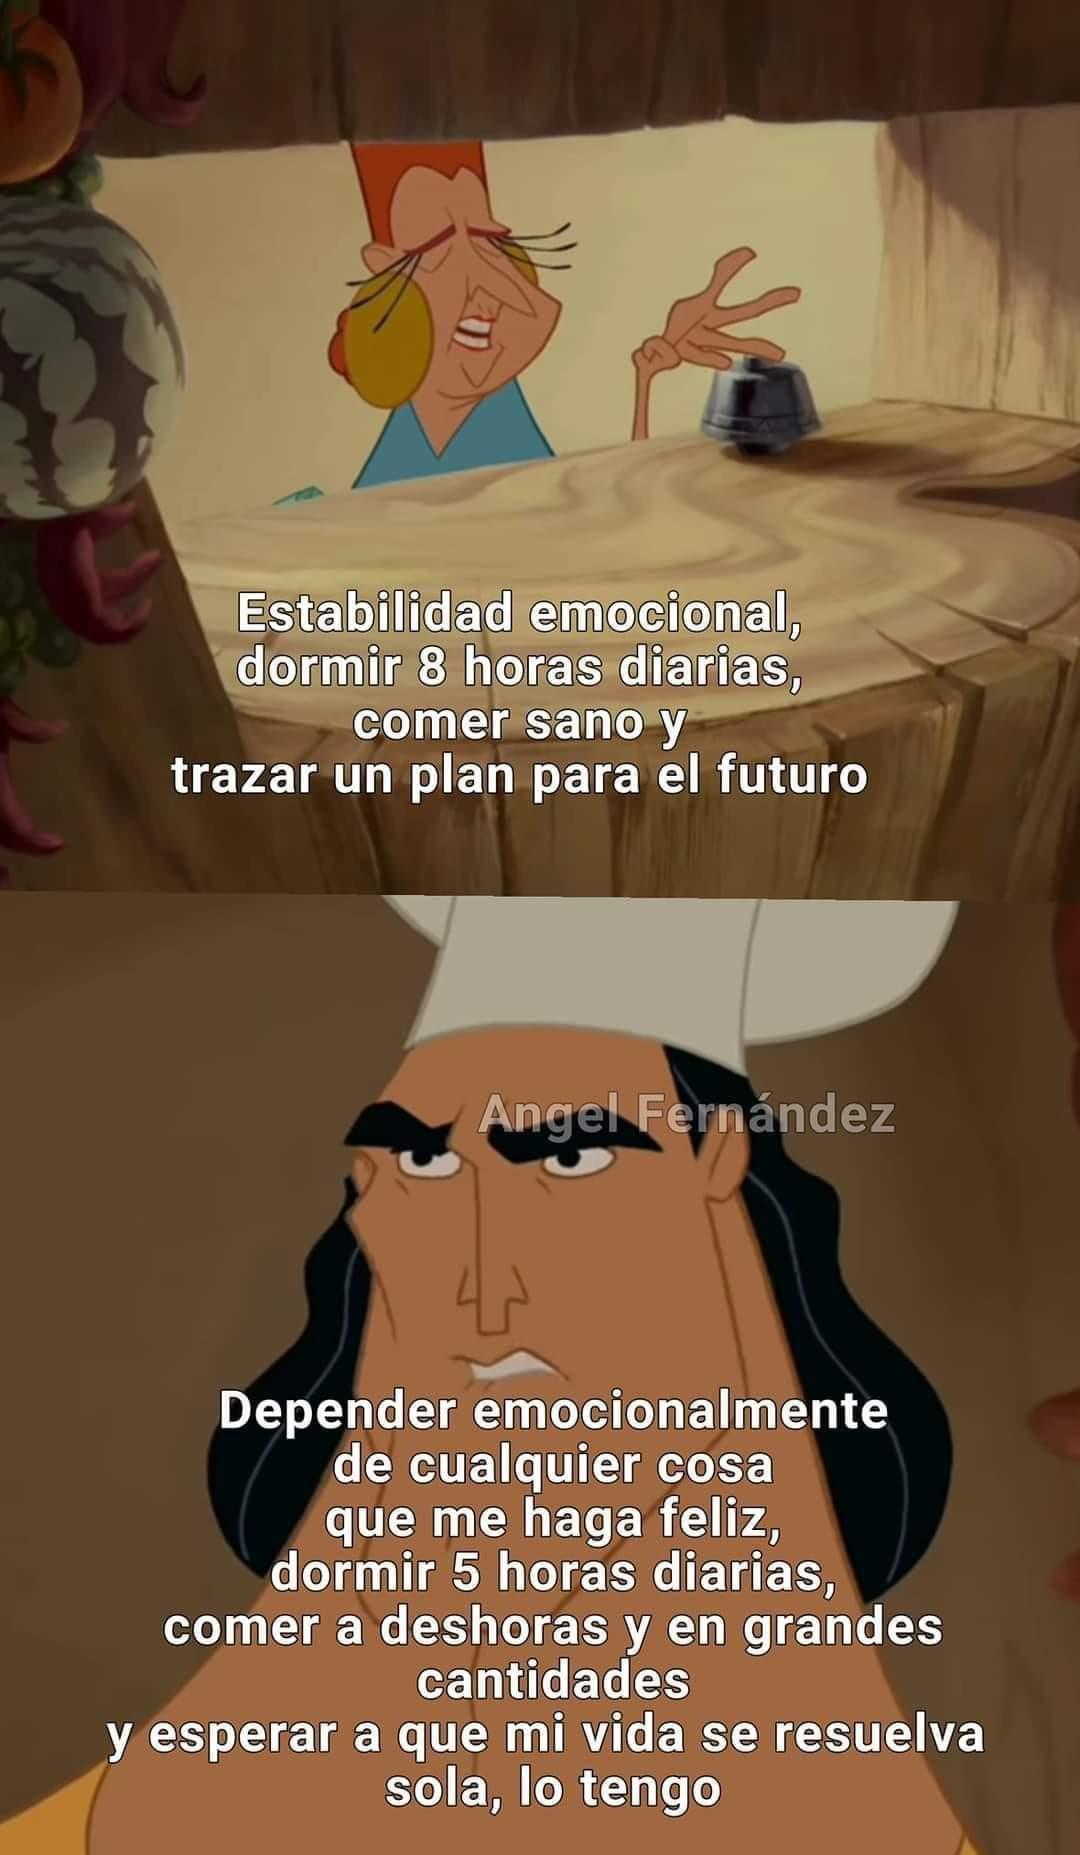 Estabilidad emocional,
dormir 8 horas diarias,
comer sano y
trazar un plan para el futuro
Angel Fernández
Depender emocionalmente
de cualquier cosa
que me haga feliz,
dormir 5 horas diarias,
comer a deshoras y en grandes
cantidades
y esperar a que mi vida se resuelva
sola, lo tengo